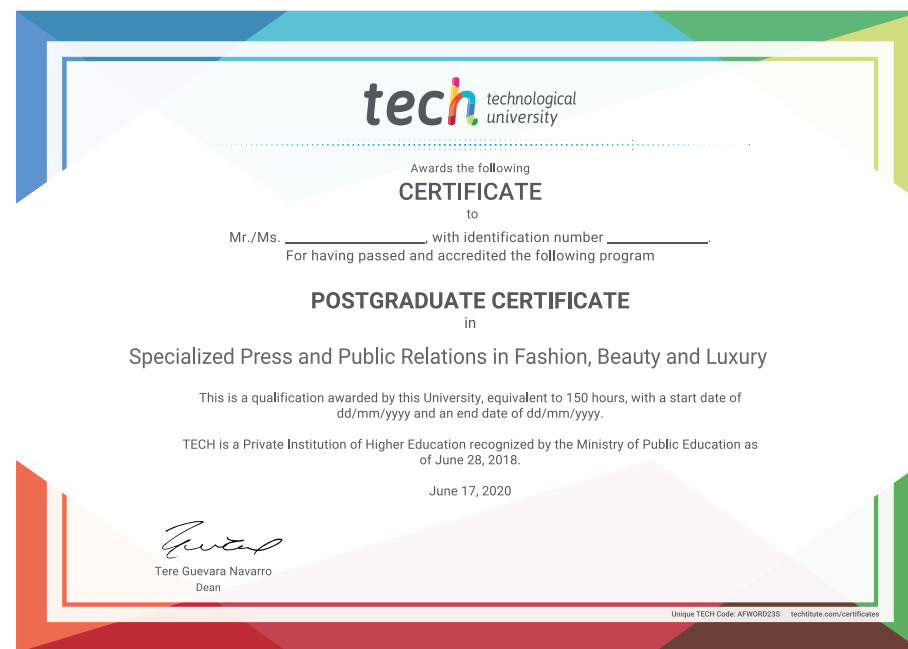 tech technological
university
Awards the following
CERTIFICATE
to
Mr./Ms. ____________________, with identification number ______________.
For having passed and accredited the following program
POSTGRADUATE CERTIFICATE
in
Specialized Press and Public Relations in Fashion, Beauty and Luxury
This is a qualification awarded by this University, equivalent to 150 hours, with a start date of
dd/mm/yyyy and an end date of dd/mm/yyyy.
TECH is a Private Institution of Higher Education recognized by the Ministry of Public Education as
of June 28, 2018.
June 17, 2020
Tere Guevara Navarro
Dean
Unique TECH Code: AFWORD23S techtitute.com/certificates